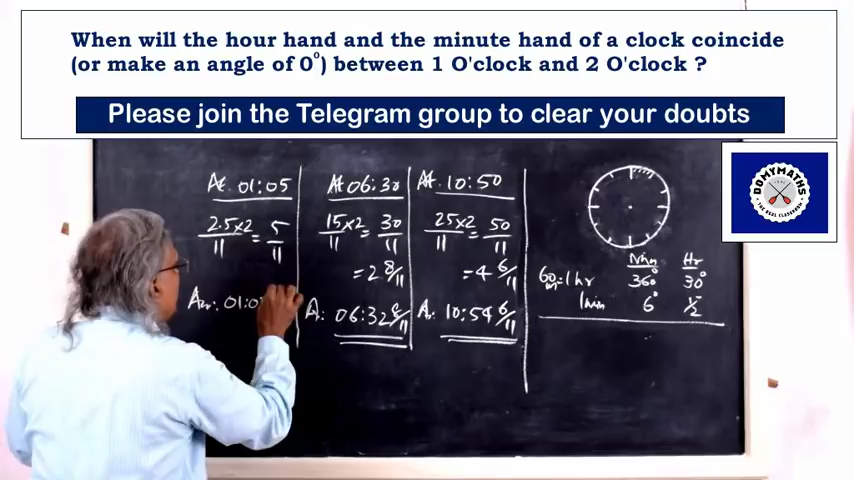 When will the hour hand and the minute hand of a clock coincide
(or make an angle of 0°) between 1 O'clock and 2 O'clock ?
Please join the Telegram group to clear your doubts
DOMYMATHS
THE REAL CLASSROOM
At. 01:05
2.5×2/11 = 5/11
At 06:30
15×2/11 = 30/11
= 2 8/11
A: 06:32 8/11
At. 10:50
25×2/11 = 50/11
= 4 6/11
A: 10:54 6/11
Hr
60 = 1 hr 360° 30°
1 min 6° 1/2°